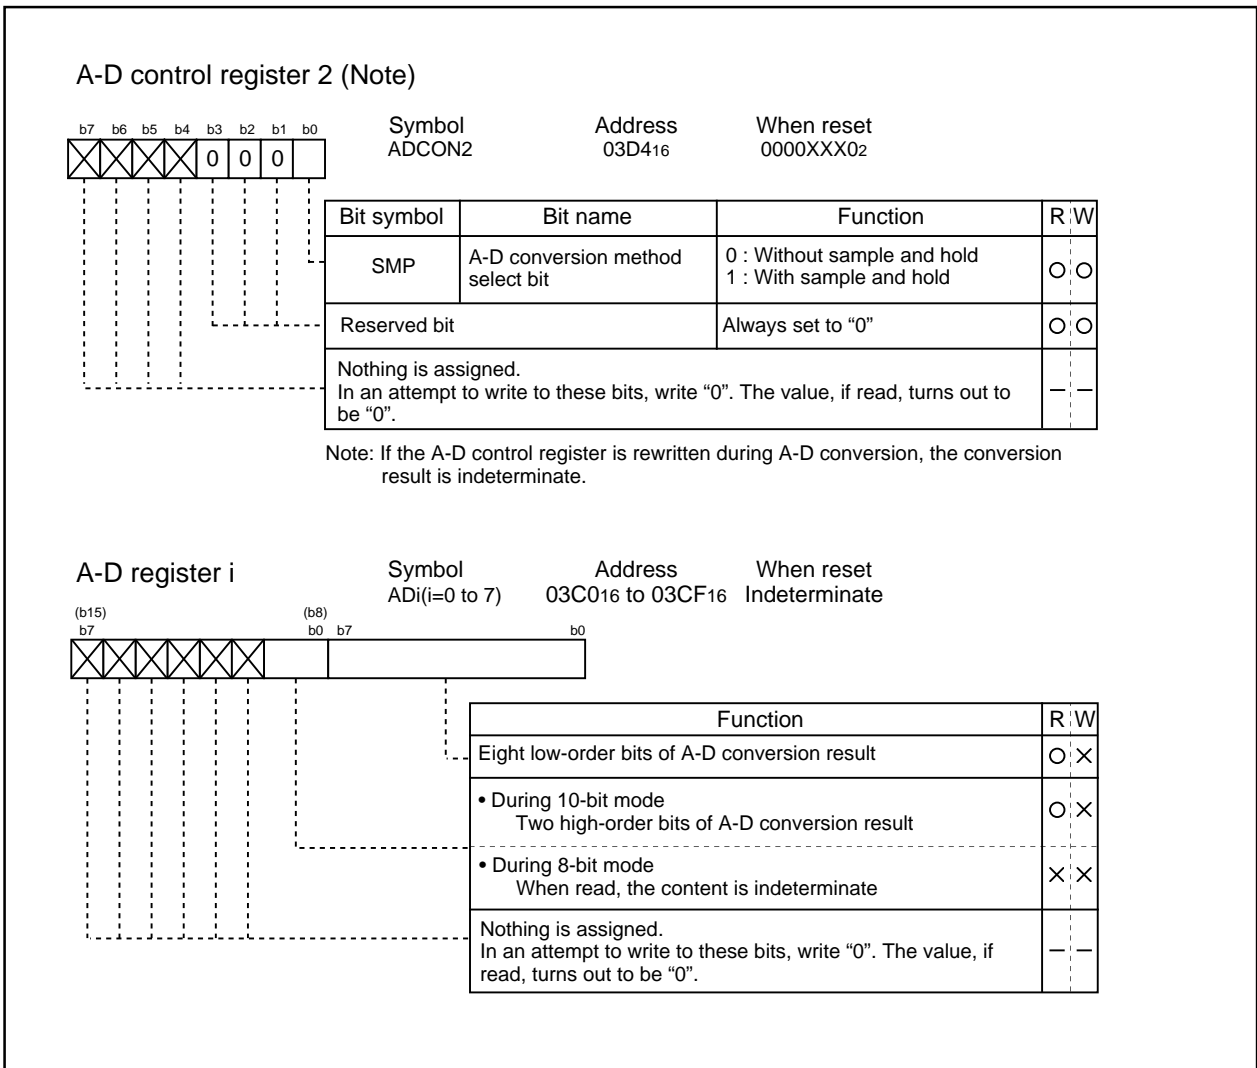 A-D control register 2 (Note)
b7 b6 b5 b4 b3 b2 b1 b0
Symbol Address When reset
ADCON2 03D416 0000XXX02
0 0 0
Bit symbol Bit name Function R W
SMP A-D conversion method select bit 0 : Without sample and hold
1 : With sample and hold
Reserved bit Always set to “0”
Nothing is assigned.
In an attempt to write to these bits, write “0”. The value, if read, turns out to
be “0”.
Note: If the A-D control register is rewritten during A-D conversion, the conversion
result is indeterminate.
A-D register i
Symbol Address When reset
ADi(i=0 to 7) 03C016 to 03CF16 Indeterminate
(b15) (b8)
b7 b0 b7 b0
Function R W
Eight low-order bits of A-D conversion result
• During 10-bit mode
Two high-order bits of A-D conversion result
• During 8-bit mode
When read, the content is indeterminate
Nothing is assigned.
In an attempt to write to these bits, write “0”. The value, if
read, turns out to be “0”.